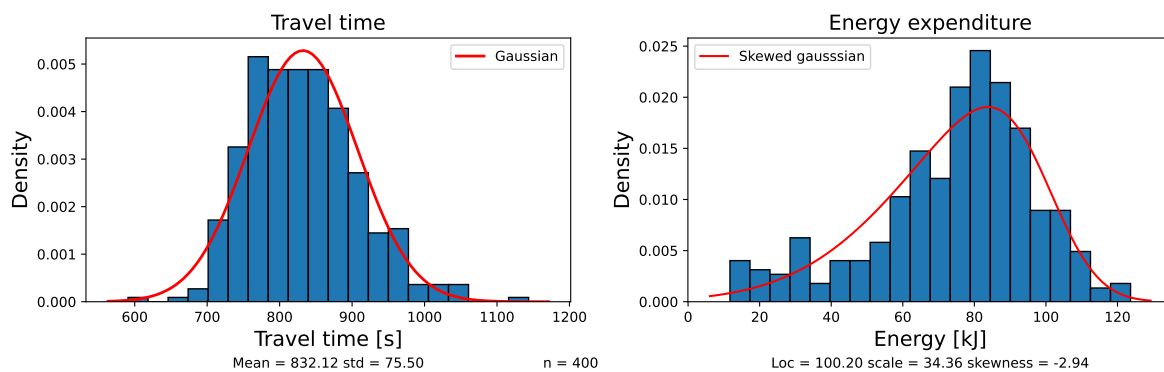 Travel time
Gaussian
Density
0.005
0.004
0.003
0.002
0.001
0.000
600 700 800 900 1000 1100 1200
Travel time [s]
Mean = 832.12 std = 75.50
n = 400
Energy expenditure
Skewed gausssian
Density
0.025
0.020
0.015
0.010
0.005
0.000
0 20 40 60 80 100 120
Energy [kJ]
Loc = 100.20 scale = 34.36 skewness = -2.94